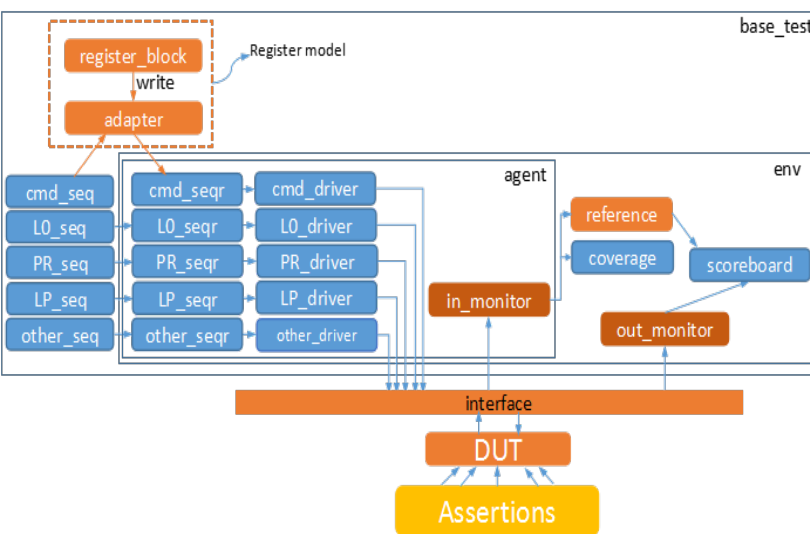 base_test
register_block
Register model
write
adapter
agent
env
cmd_seq
cmd_seqr
cmd_driver
L0_seq
L0_seqr
L0_driver
reference
PR_seq
PR_seqr
PR_driver
coverage
scoreboard
LP_seq
LP_seqr
LP_driver
in_monitor
other_seq
other_seqr
other_driver
out_monitor
interface
DUT
Assertions